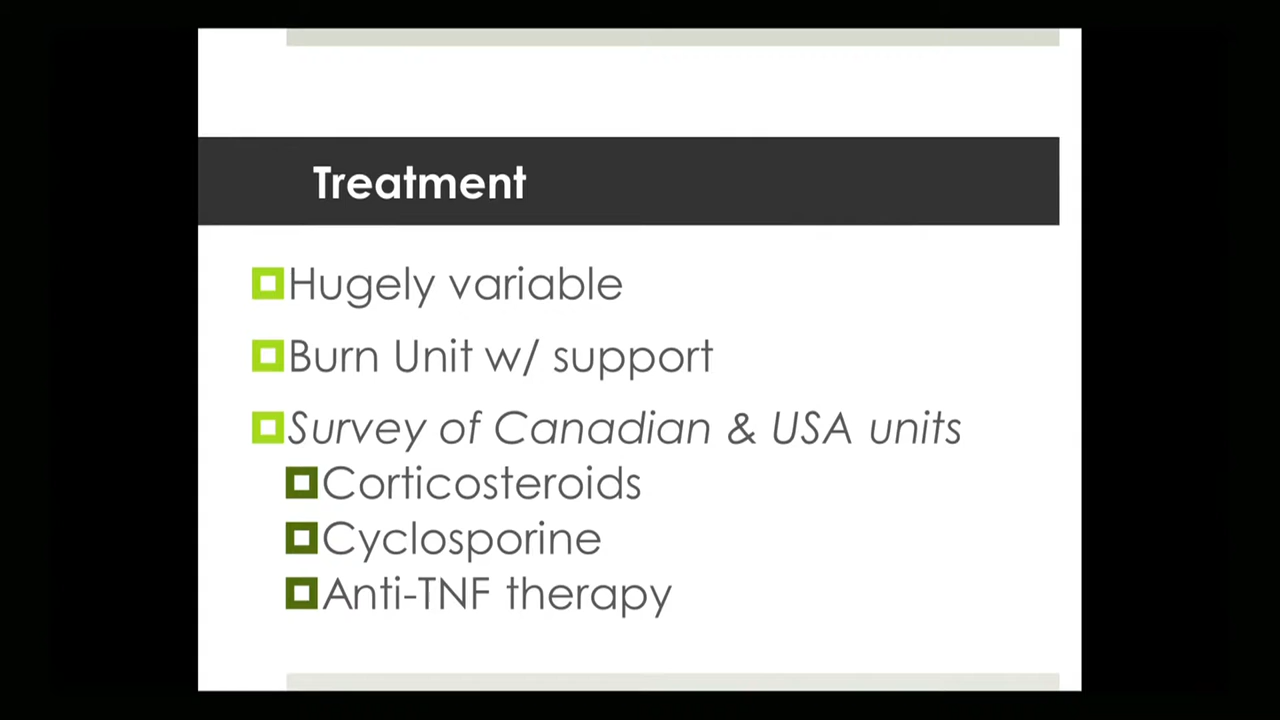 Treatment
Hugely variable
Burn Unit w/ support
Survey of Canadian & USA units
Corticosteroids
Cyclosporine
Anti-TNF therapy